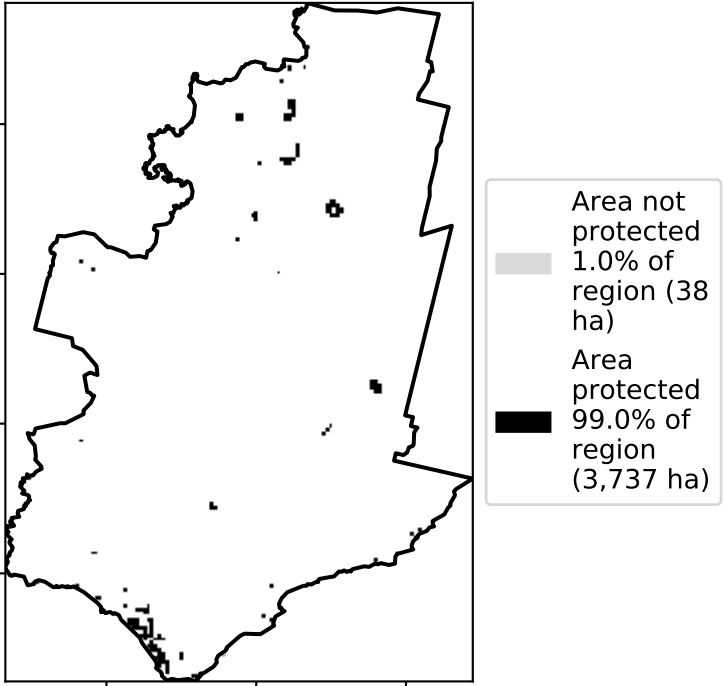 Area not
protected
1.0% of
region (38
ha)
Area
protected
99.0% of
region
(3,737 ha)